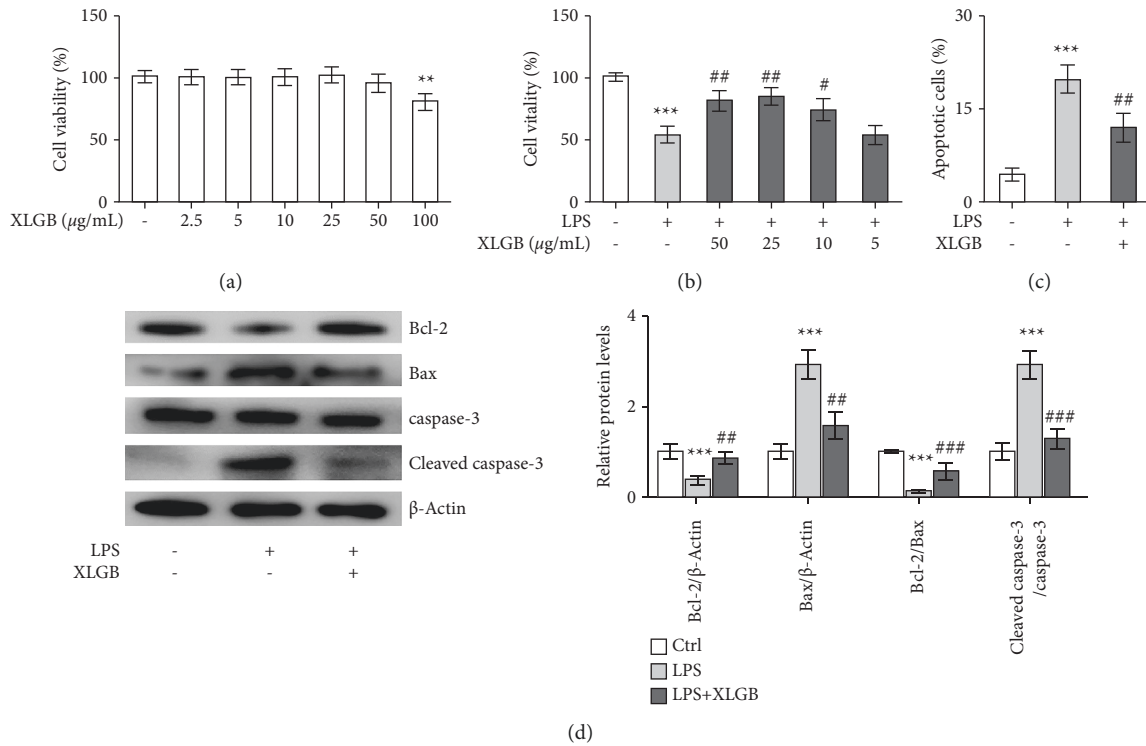 150
100
50
0
Cell viability (%)
**
XLGB (μg/mL) - 2.5 5 10 25 50 100
(a)
150
100
50
0
Cell vitality (%)
*** ## ## #
LPS - + + + + +
XLGB (μg/mL) - - 50 25 10 5
(b)
30
15
0
Apoptotic cells (%)
***
##
LPS - + +
XLGB - - +
(c)
Bcl-2
Bax
caspase-3
Cleaved caspase-3
β-Actin
LPS - + +
XLGB - - +
4
2
0
Relative protein levels
*** ## *** ## *** ### *** ###
Bcl-2/β-Actin
Bax/β-Actin
Bcl-2/Bax
Cleaved caspase-3
/caspase-3
Ctrl
LPS
LPS+XLGB
(d)